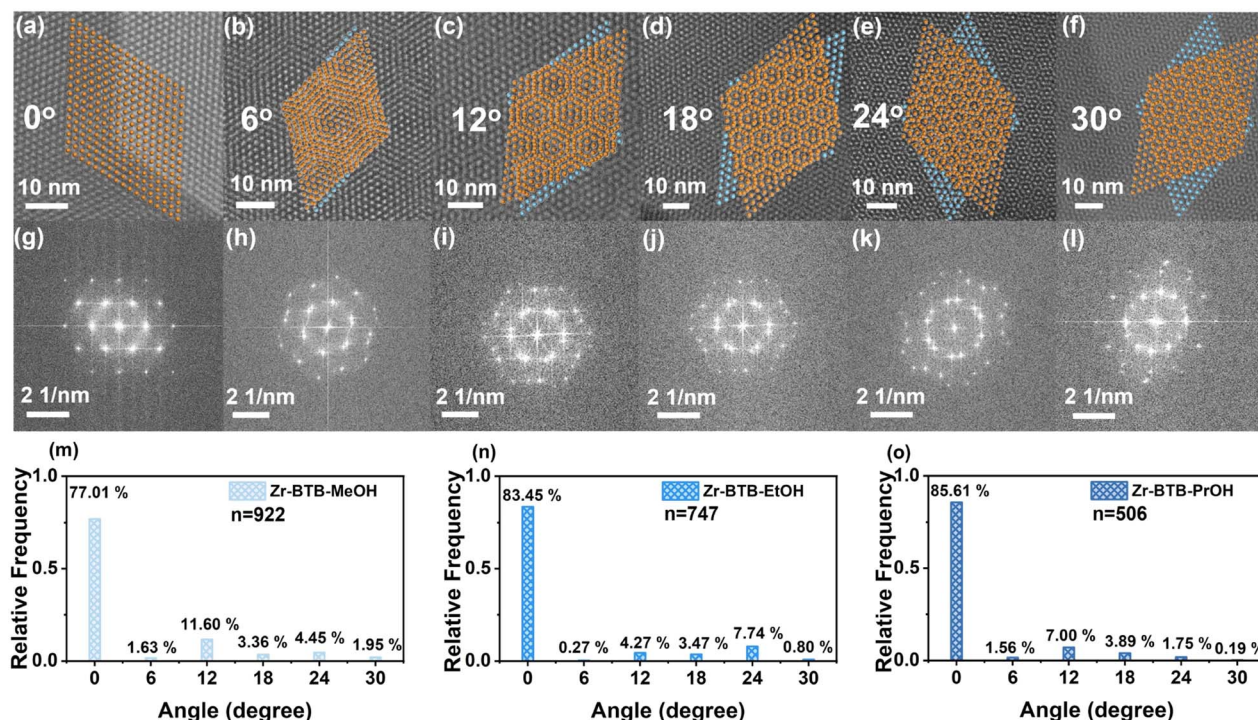 (a) (b) (c) (d) (e) (f)
0° 6° 12° 18° 24° 30°
10 nm 10 nm 10 nm 10 nm 10 nm 10 nm
(g) (h) (i) (j) (k) (l)
2 1/nm 2 1/nm 2 1/nm 2 1/nm 2 1/nm 2 1/nm
(m)
Relative Frequency
1.0
0.5
0.0
77.01 %
1.63 %
11.60 %
3.36 %
4.45 %
1.95 %
Zr-BTB-MeOH
n=922
0 6 12 18 24 30
Angle (degree)
(n)
Relative Frequency
1.0
0.5
0.0
83.45 %
0.27 %
4.27 %
3.47 %
7.74 %
0.80 %
Zr-BTB-EtOH
n=747
0 6 12 18 24 30
Angle (degree)
(o)
Relative Frequency
1.0
0.5
0.0
85.61 %
1.56 %
7.00 %
3.89 %
1.75 %
0.19 %
Zr-BTB-PrOH
n=506
0 6 12 18 24 30
Angle (degree)